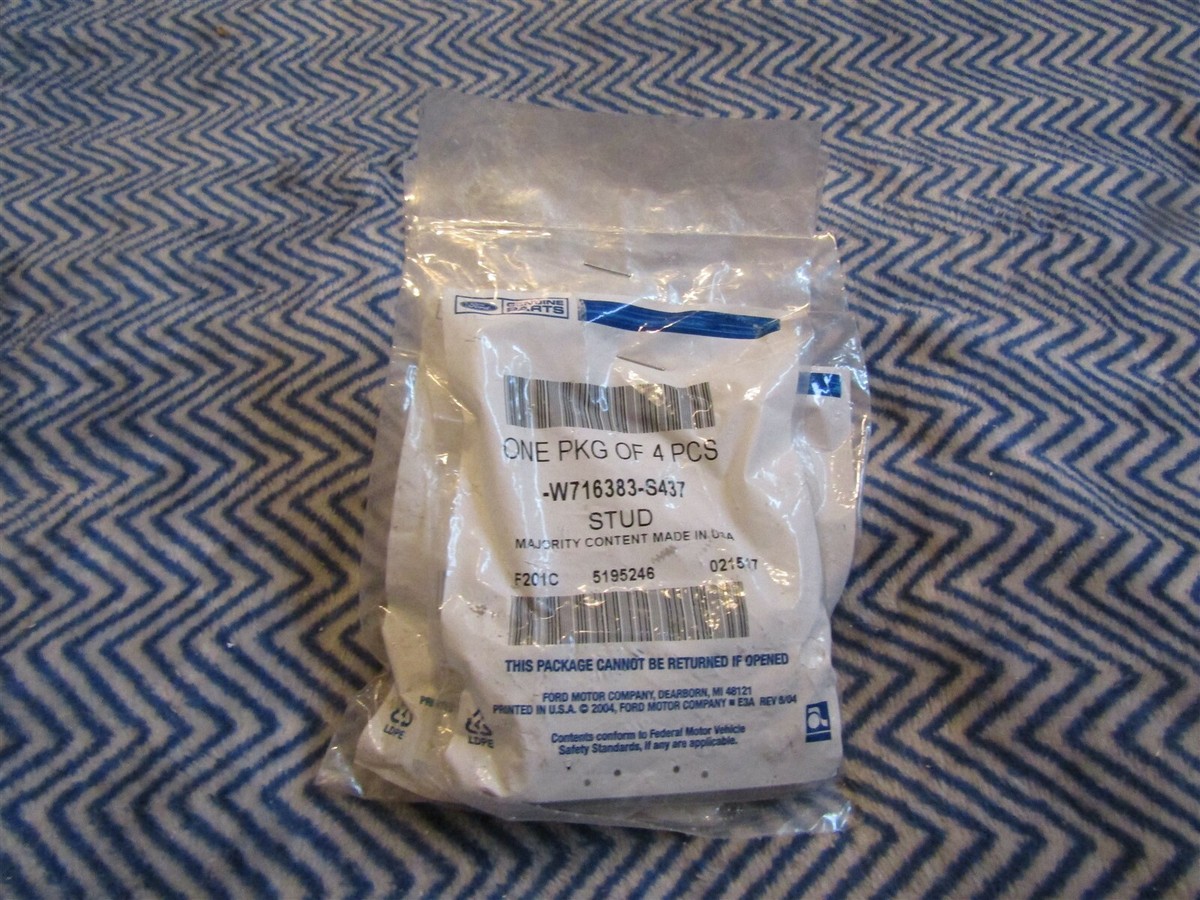 GENUINE
PARTS
ONE PKG OF 4 PCS
-W716383-S437
STUD
MAJORITY CONTENT MADE IN USA
F201C 5195246
THIS PACKAGE CANNOT BE RETURNED IF OPENED
FORD MOTOR COMPANY, DEARBORN, MI 48121
PRINTED IN U.S.A. © 2004, FORD MOTOR COMPANY ■ E3A REV 5/04
Contents conform to Federal Motor Vehicle
Safety Standards, if any are applicable.
LDPE
LDPE